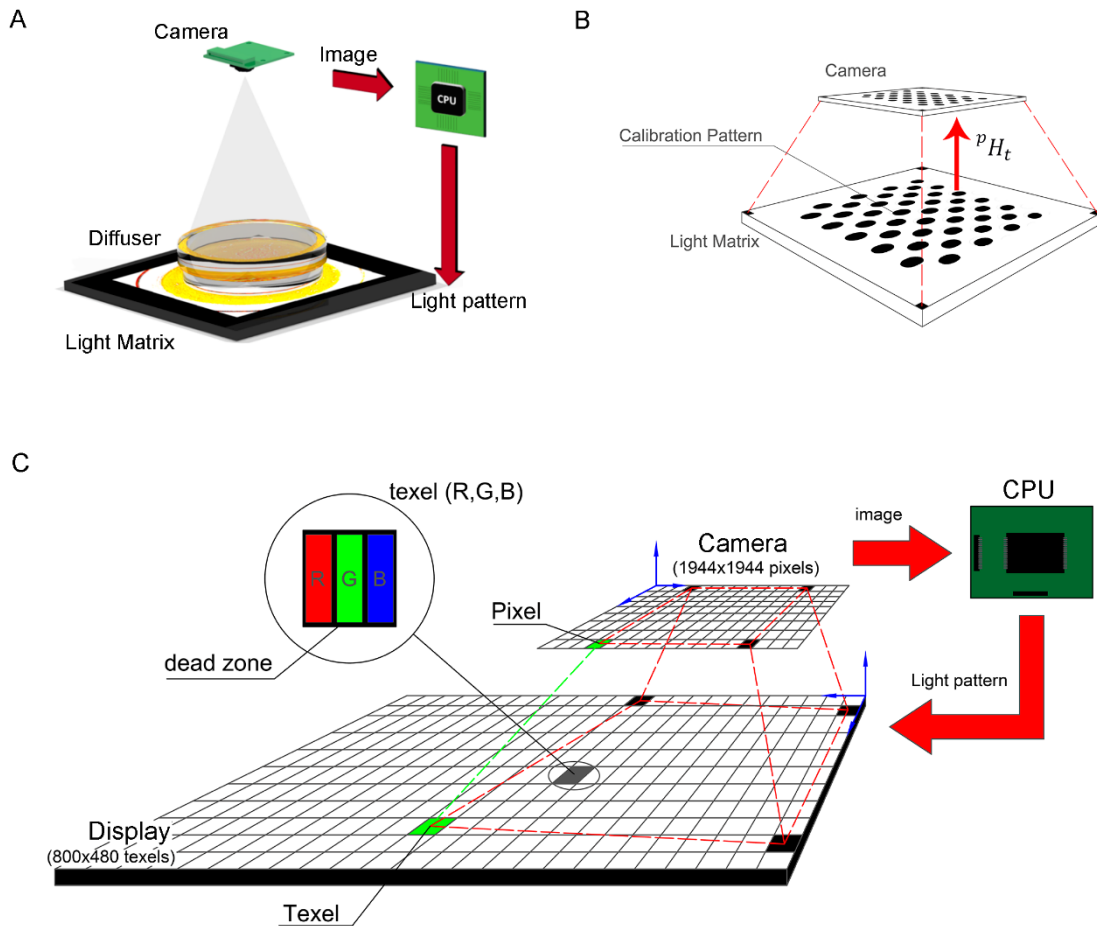 A
Camera
Image
CPU
Diffuser
Light pattern
Light Matrix
B
Camera
Calibration Pattern
pHt
Light Matrix
C
texel (R,G,B)
R G B
dead zone
Camera
(1944x1944 pixels)
image
CPU
Pixel
Light pattern
Display
(800x480 texels)
Texel